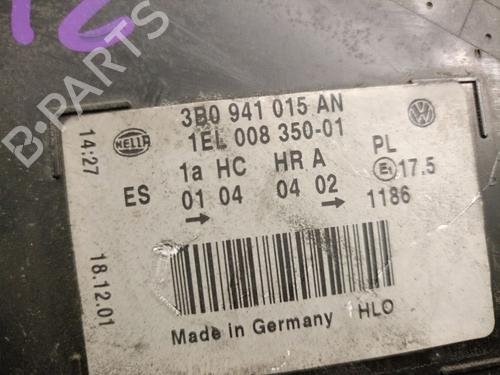 3B0 941 015 AN
1EL 008 350-01
14:27 HELLA 1a HC HR A PL
ES 01 04 04 02 E1 17.5
1186
18.12.01
Made in Germany HLO
B-Parts